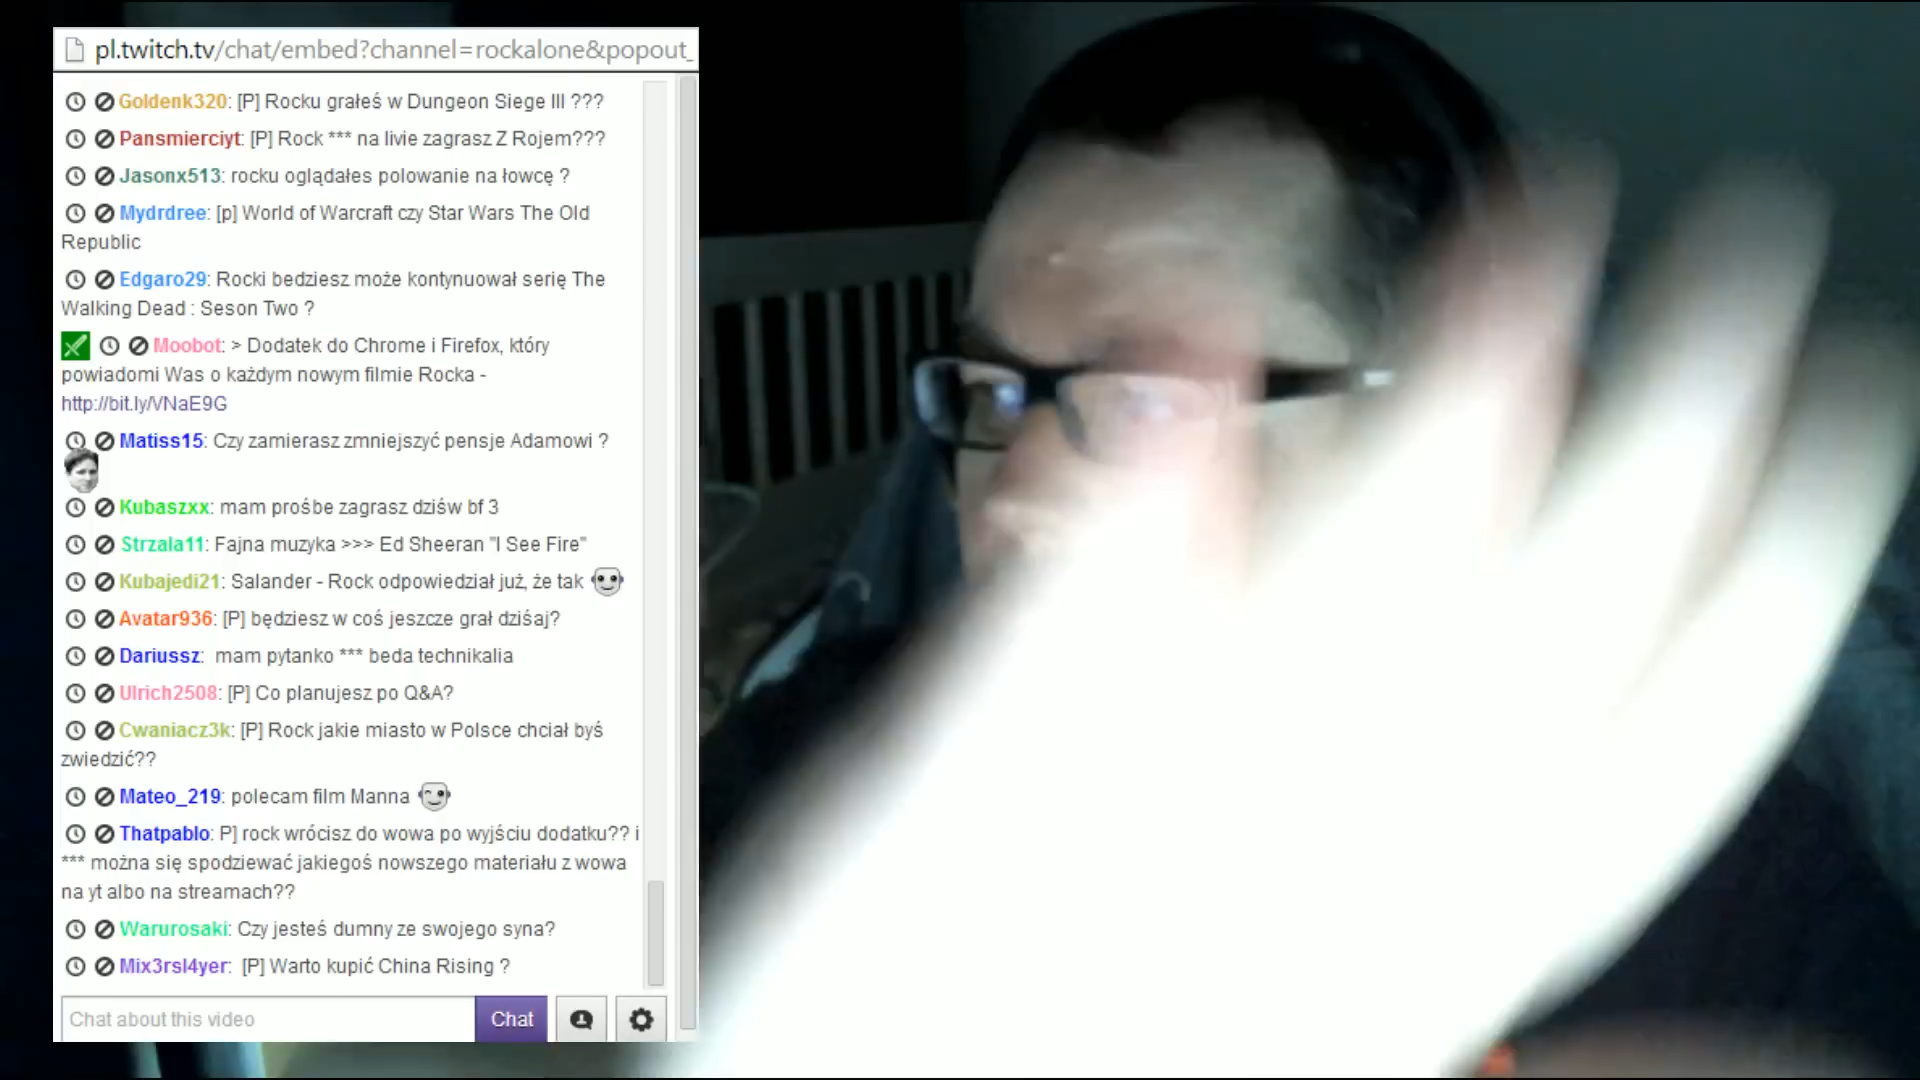 pl.twitch.tv/chat/embed?channel=rockalone&popout_
Goldenk320: [P] Rocku grałeś w Dungeon Siege III ???
Pansmierciyt: [P] Rock *** na livie zagrasz Z Rojem???
Jasonx513: rocku oglądałes polowanie na łowcę ?
Mydrdree: [p] World of Warcraft czy Star Wars The Old
Republic
Edgaro29: Rocki bedziesz może kontynuował serię The
Walking Dead : Seson Two ?
Moobot: > Dodatek do Chrome i Firefox, który
powiadomi Was o każdym nowym filmie Rocka -
http://bit.ly/VNaE9G
Matiss15: Czy zamierasz zmniejszyć pensje Adamowi ?
Kubaszxx: mam prośbe zagrasz dziśw bf 3
Strzala11: Fajna muzyka >>> Ed Sheeran "I See Fire"
Kubajedi21: Salander - Rock odpowiedział już, że tak
Avatar936: [P] będziesz w coś jeszcze grał dziśaj?
Dariussz: mam pytanko *** beda technikalia
Ulrich2508: [P] Co planujesz po Q&A?
Cwaniacz3k: [P] Rock jakie miasto w Polsce chciał byś
zwiedzić??
Mateo_219: polecam film Manna
Thatpablo: P] rock wrócisz do wowa po wyjściu dodatku?? i
*** można się spodziewać jakiegoś nowszego materiału z wowa
na yt albo na streamach??
Warurosaki: Czy jesteś dumny ze swojego syna?
Mix3rsl4yer: [P] Warto kupić China Rising ?
Chat about this video
Chat